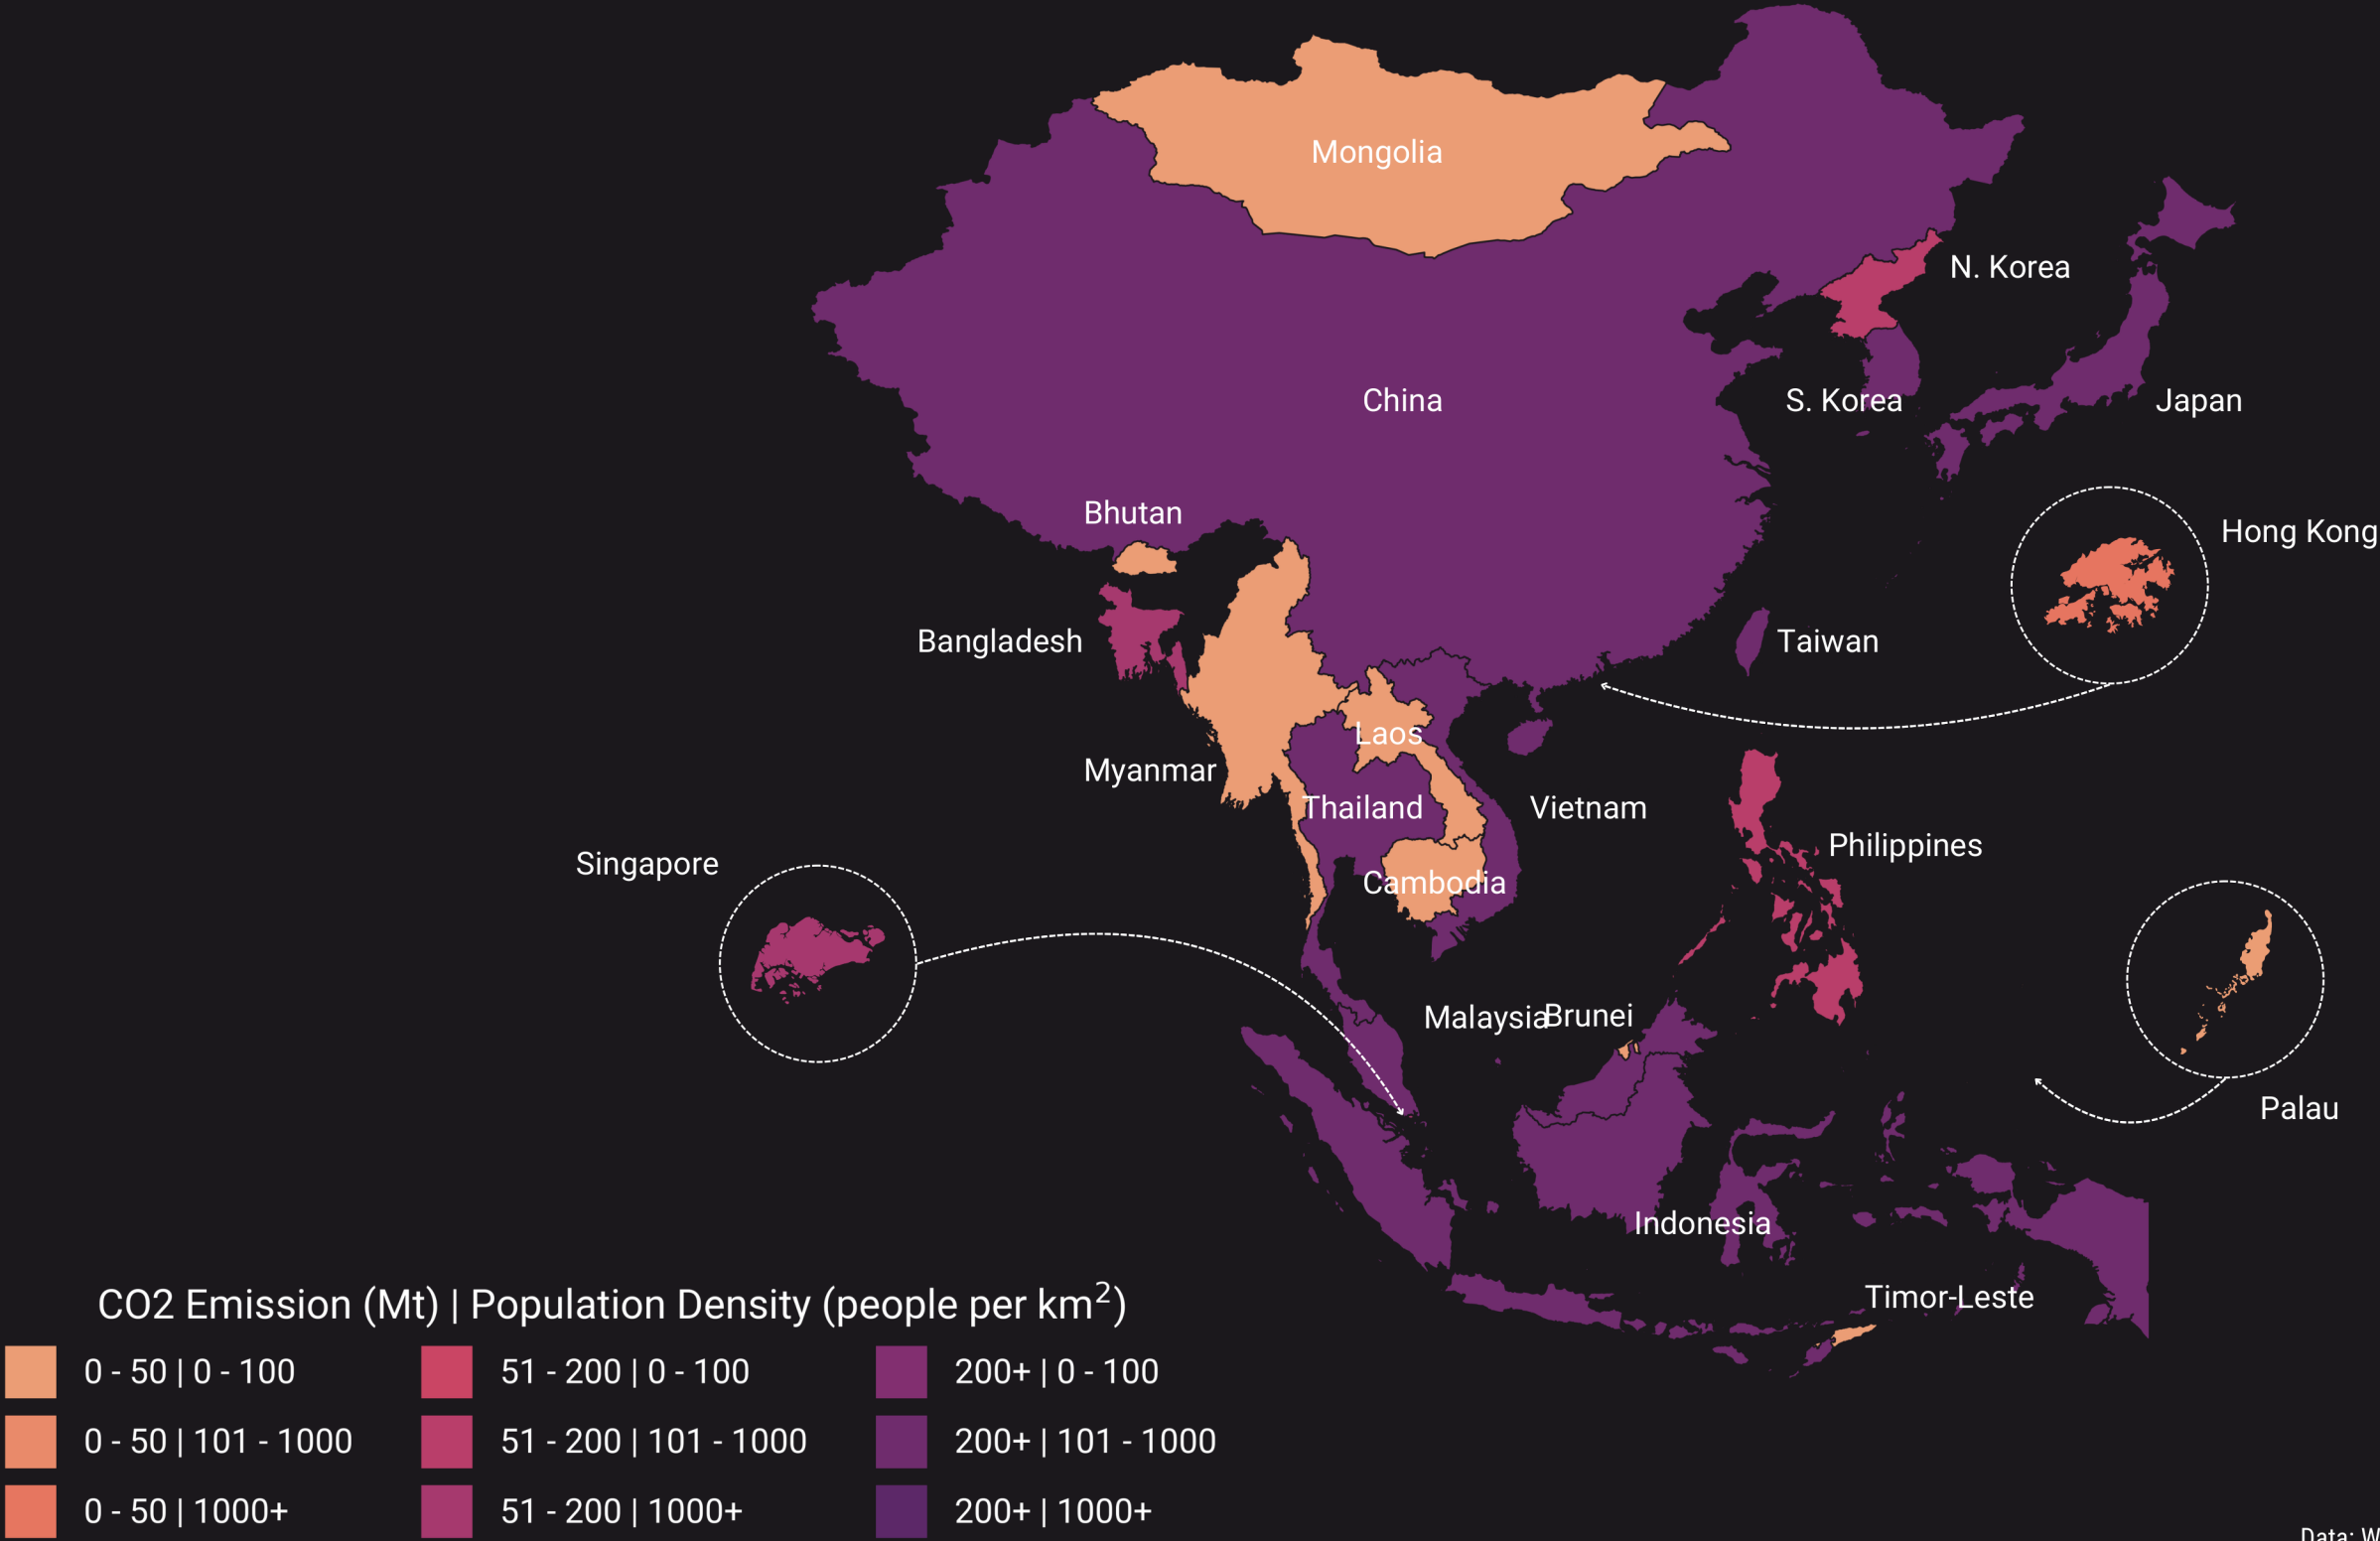 Mongolia
N. Korea
China
S. Korea
Japan
Bhutan
Hong Kong
Bangladesh
Taiwan
Laos
Myanmar
Thailand
Vietnam
Philippines
Singapore
Cambodia
Malaysia
Brunei
Palau
Indonesia
Timor-Leste
CO2 Emission (Mt) | Population Density (people per km²)
0 - 50 | 0 - 100
51 - 200 | 0 - 100
200+ | 0 - 100
0 - 50 | 101 - 1000
51 - 200 | 101 - 1000
200+ | 101 - 1000
0 - 50 | 1000+
51 - 200 | 1000+
200+ | 1000+
Data: W